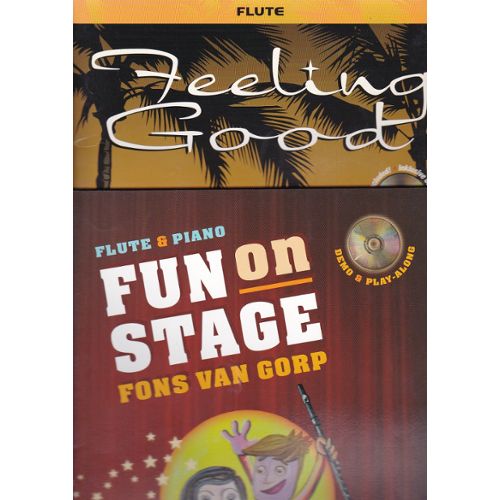 FLUTE
Feeling
Good
FLUTE & PIANO
FUN on
STAGE
FONS VAN GORP
DEMO & PLAY-ALONG